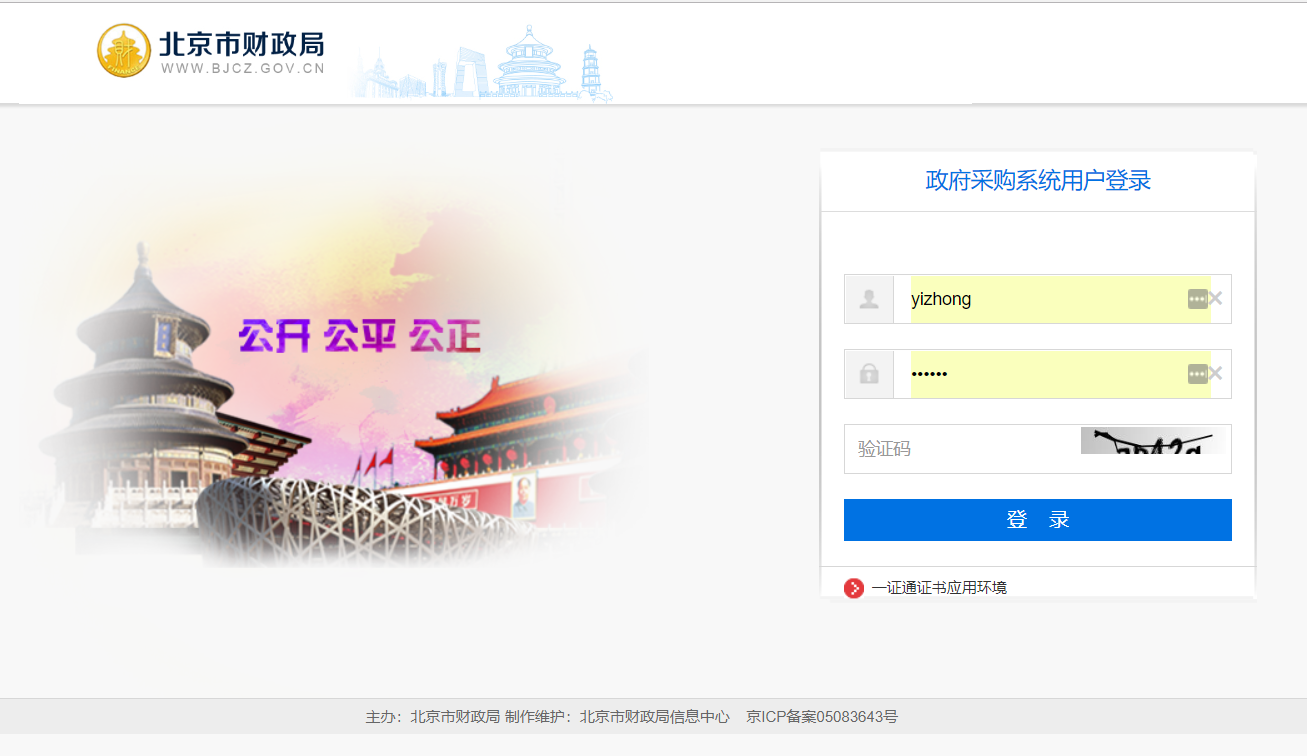 北京市财政局
WWW.BJCZ.GOV.CN
政府采购系统用户登录
公开 公平 公正
yizhong
••••••
验证码
登 录
一证通证书应用环境
主办：北京市财政局 制作维护：北京市财政局信息中心 京ICP备案05083643号